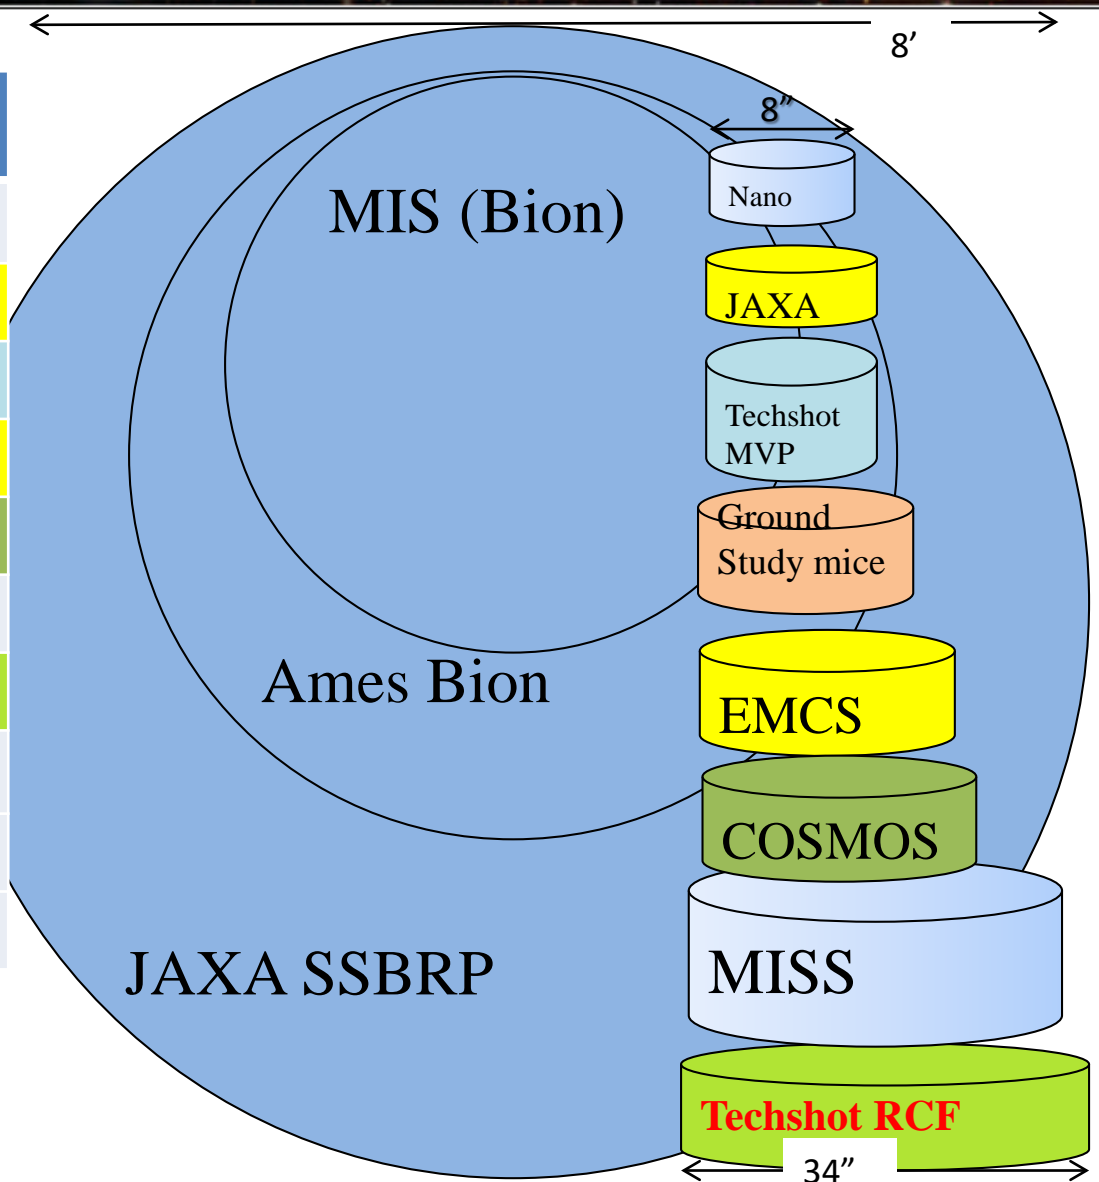 8’
8”
MIS (Bion)
Nano
JAXA
Techshot
MVP
Ground
Study mice
Ames Bion
EMCS
COSMOS
JAXA SSBRP
MISS
Techshot RCF
34”